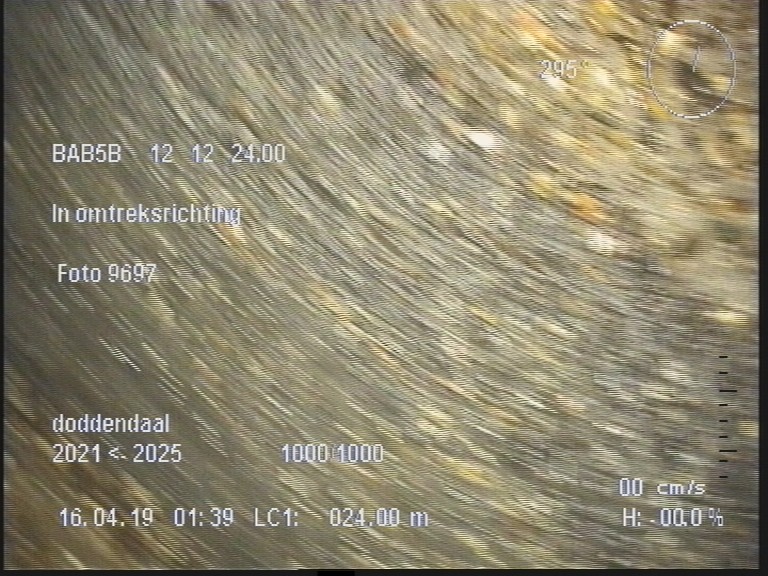 295°
BAB5B 12 12 24.00
In omtreksrichting
Foto 9697
doddendaal
2021 <- 2025 1000/1000
00 cm/s
16.04.19 01:39 LC1: 024.00 m H: -00.0 %